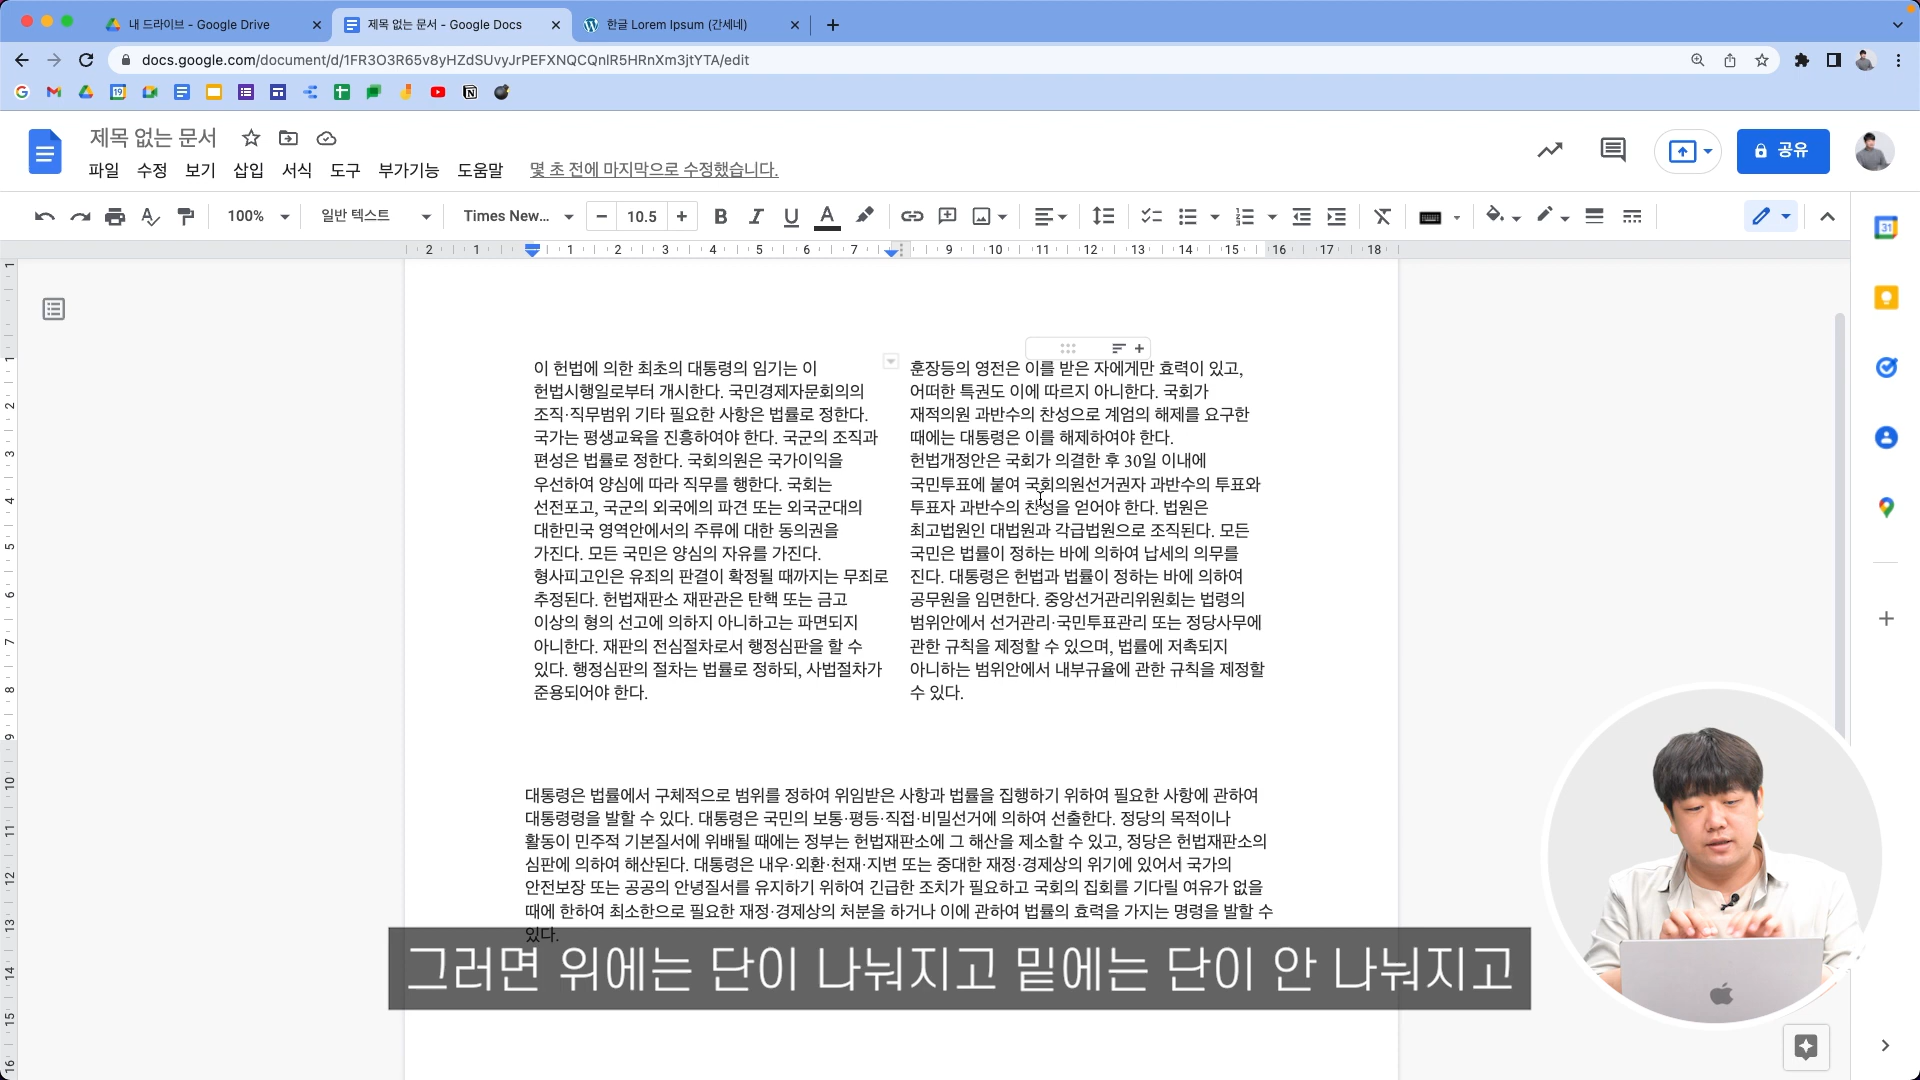 내 드라이브 - Google Drive
제목 없는 문서 - Google Docs
한글 Lorem Ipsum (간세네)
docs.google.com/document/d/1FR3O3R65v8yHZdSUvyJrPEFXNQCQnlR5HRnXm3jtYTA/edit
제목 없는 문서
파일 수정 보기 삽입 서식 도구 부가기능 도움말 몇 초 전에 마지막으로 수정했습니다.
공유
100% 일반 텍스트 Times New... 10.5
2 1 1 2 3 4 5 6 7 9 10 11 12 13 14 15 16 17 18
이 헌법에 의한 최초의 대통령의 임기는 이
헌법시행일로부터 개시한다. 국민경제자문회의의
조직·직무범위 기타 필요한 사항은 법률로 정한다.
국가는 평생교육을 진흥하여야 한다. 국군의 조직과
편성은 법률로 정한다. 국회의원은 국가이익을
우선하여 양심에 따라 직무를 행한다. 국회는
선전포고, 국군의 외국에의 파견 또는 외국군대의
대한민국 영역안에서의 주류에 대한 동의권을
가진다. 모든 국민은 양심의 자유를 가진다.
형사피고인은 유죄의 판결이 확정될 때까지는 무죄로
추정된다. 헌법재판소 재판관은 탄핵 또는 금고
이상의 형의 선고에 의하지 아니하고는 파면되지
아니한다. 재판의 전심절차로서 행정심판을 할 수
있다. 행정심판의 절차는 법률로 정하되, 사법절차가
준용되어야 한다.
훈장등의 영전은 이를 받은 자에게만 효력이 있고,
어떠한 특권도 이에 따르지 아니한다. 국회가
재적의원 과반수의 찬성으로 계엄의 해제를 요구한
때에는 대통령은 이를 해제하여야 한다.
헌법개정안은 국회가 의결한 후 30일 이내에
국민투표에 붙여 국회의원선거권자 과반수의 투표와
투표자 과반수의 찬성을 얻어야 한다. 법원은
최고법원인 대법원과 각급법원으로 조직된다. 모든
국민은 법률이 정하는 바에 의하여 납세의 의무를
진다. 대통령은 헌법과 법률이 정하는 바에 의하여
공무원을 임면한다. 중앙선거관리위원회는 법령의
범위안에서 선거관리·국민투표관리 또는 정당사무에
관한 규칙을 제정할 수 있으며, 법률에 저촉되지
아니하는 범위안에서 내부규율에 관한 규칙을 제정할
수 있다.
대통령은 법률에서 구체적으로 범위를 정하여 위임받은 사항과 법률을 집행하기 위하여 필요한 사항에 관하여
대통령령을 발할 수 있다. 대통령은 국민의 보통·평등·직접·비밀선거에 의하여 선출한다. 정당의 목적이나
활동이 민주적 기본질서에 위배될 때에는 정부는 헌법재판소에 그 해산을 제소할 수 있고, 정당은 헌법재판소의
심판에 의하여 해산된다. 대통령은 내우·외환·천재·지변 또는 중대한 재정·경제상의 위기에 있어서 국가의
안전보장 또는 공공의 안녕질서를 유지하기 위하여 긴급한 조치가 필요하고 국회의 집회를 기다릴 여유가 없을
때에 한하여 최소한으로 필요한 재정·경제상의 처분을 하거나 이에 관하여 법률의 효력을 가지는 명령을 발할 수
있다.
그러면 위에는 단이 나눠지고 밑에는 단이 안 나눠지고